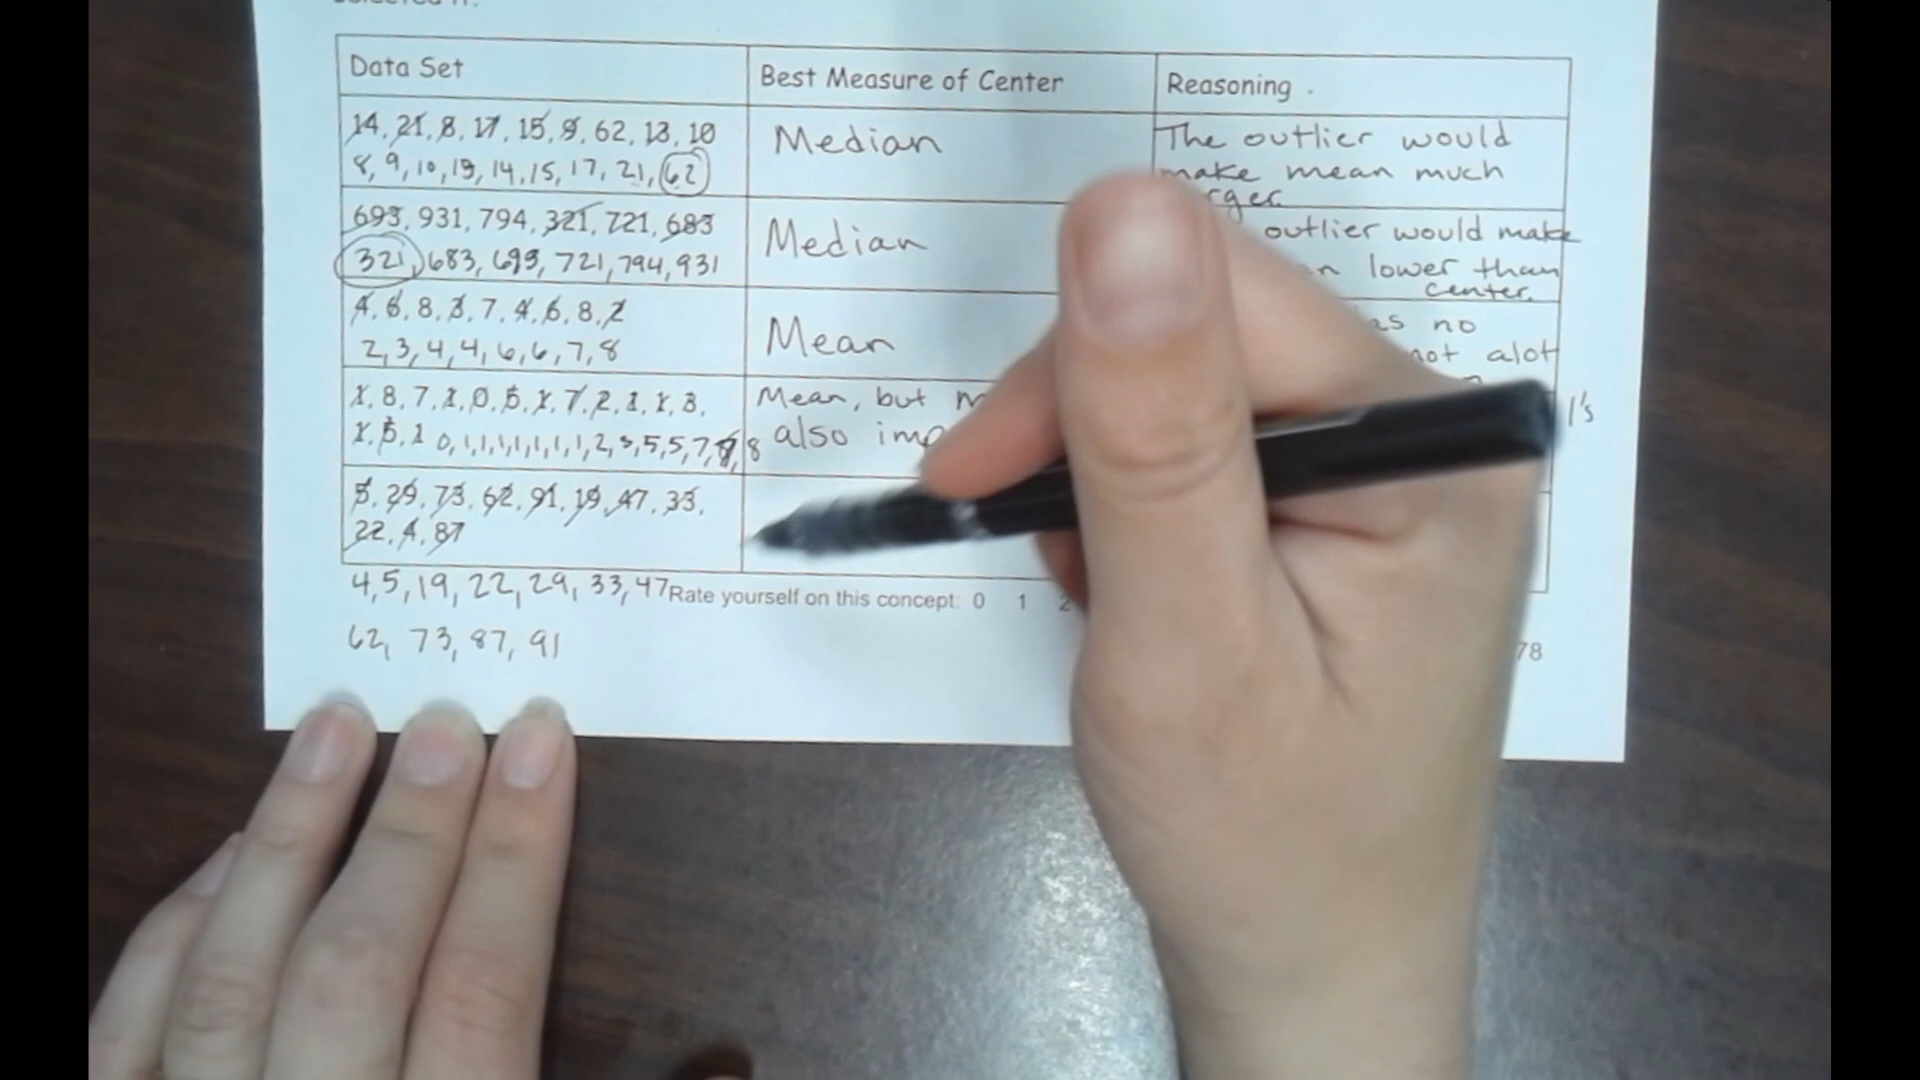 Data Set Best Measure of Center Reasoning .
14, 21, 8, 17, 15, 9, 62, 13, 10 Median The outlier would
8, 9, 10, 13, 14, 15, 17, 21, 62 make mean much
693, 931, 794, 321, 721, 683 Median outlier would make
321, 683, 693, 721, 794, 931 lower than
center.
4, 6, 8, 3, 7, 4, 6, 8, 2 Mean no
2, 3, 4, 4, 6, 6, 7, 8 not alot
1, 8, 7, 1, 0, 5, 1, 7, 2, 1, 1, 3, Mean, but 1's
1, 5, 1 0, 1, 1, 1, 1, 1, 1, 1, 2, 3, 5, 5, 7, 7, 8 also
5, 29, 73, 62, 91, 19, 47, 33,
22, 4, 87
4, 5, 19, 22, 29, 33, 47 Rate yourself on this concept: 0 1 2
62, 73, 87, 91 78